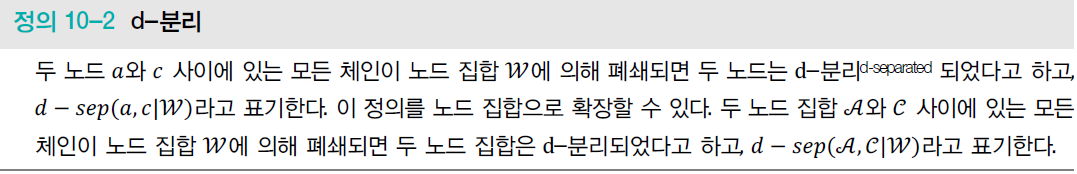 정의 10-2 d-분리
두 노드 a와 c 사이에 있는 모든 체인이 노드 집합 𝒲에 의해 폐쇄되면 두 노드는 d-분리d-separated 되었다고 하고,
d − sep(a, c|𝒲)라고 표기한다. 이 정의를 노드 집합으로 확장할 수 있다. 두 노드 집합 𝒜와 𝒞 사이에 있는 모든
체인이 노드 집합 𝒲에 의해 폐쇄되면 두 노드 집합은 d-분리되었다고 하고, d − sep(𝒜, 𝒞|𝒲)라고 표기한다.